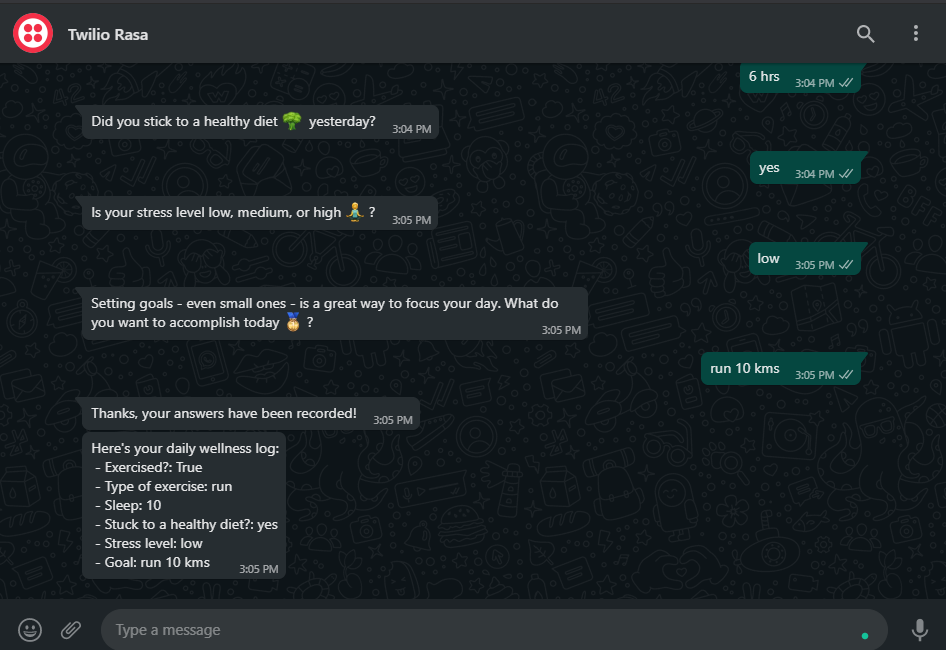 Twilio Rasa
6 hrs
3:04 PM
Did you stick to a healthy diet 🥦 yesterday?
3:04 PM
yes
3:04 PM
Is your stress level low, medium, or high 🧘 ?
3:05 PM
low
3:05 PM
Setting goals - even small ones - is a great way to focus your day. What do
you want to accomplish today 🏅 ?
3:05 PM
run 10 kms
3:05 PM
Thanks, your answers have been recorded!
3:05 PM
Here's your daily wellness log:
- Exercised?: True
- Type of exercise: run
- Sleep: 10
- Stuck to a healthy diet?: yes
- Stress level: low
- Goal: run 10 kms
3:05 PM
Type a message